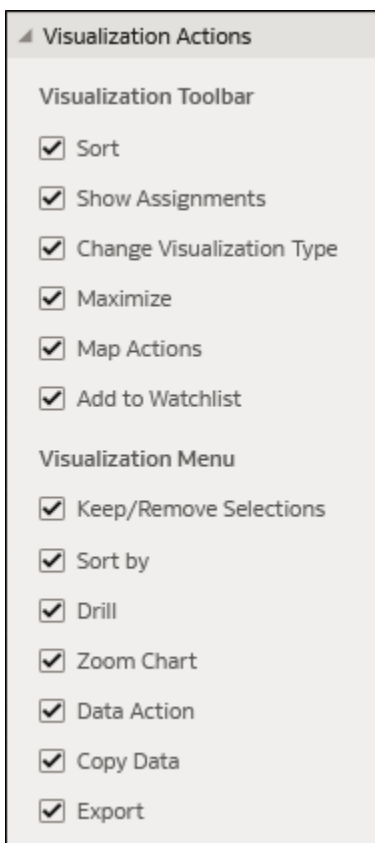 Visualization Actions
Visualization Toolbar
Sort
Show Assignments
Change Visualization Type
Maximize
Map Actions
Add to Watchlist
Visualization Menu
Keep/Remove Selections
Sort by
Drill
Zoom Chart
Data Action
Copy Data
Export